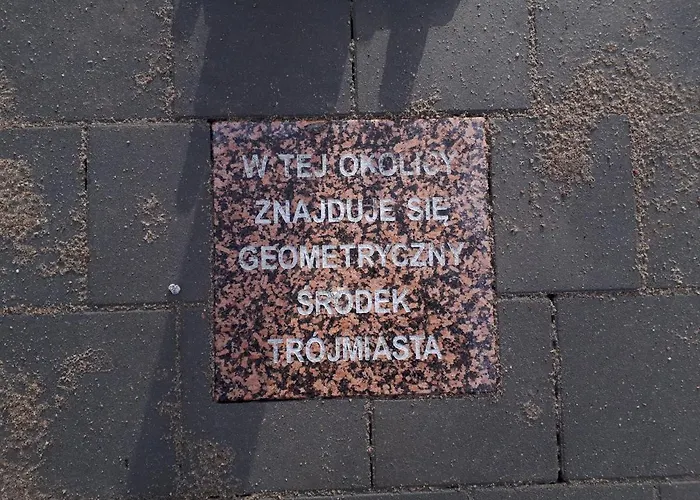 W TEJ OKOLICY
ZNAJDUJE SIĘ
GEOMETRYCZNY
ŚRODEK
TRÓJMIASTA